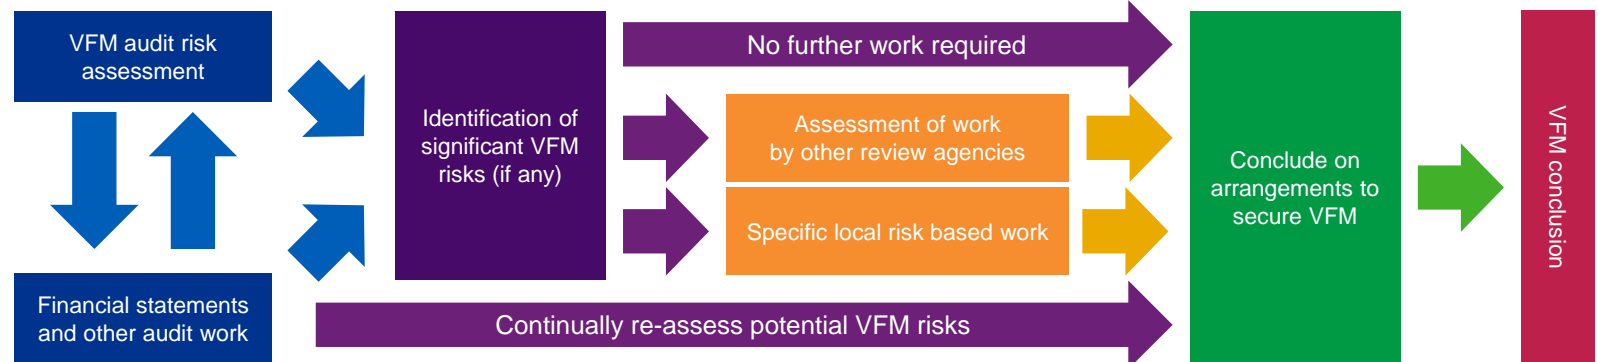 VFM audit risk
assessment
Financial statements
and other audit work
Identification of
significant VFM
risks (if any)
No further work required
Assessment of work
by other review agencies
Specific local risk based work
Continually re-assess potential VFM risks
Conclude on
arrangements to
secure VFM
VFM conclusion